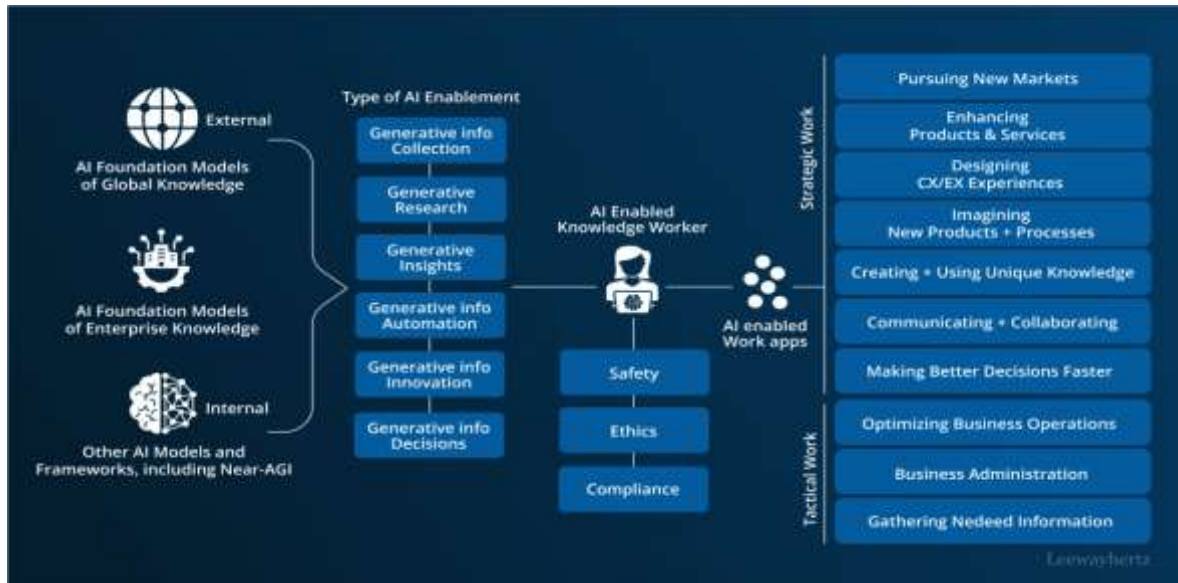 External
AI Foundation Models
of Global Knowledge
AI Foundation Models
of Enterprise Knowledge
Internal
Other AI Models and
Frameworks, including Near-AGI
Type of AI Enablement
Generative info
Collection
Generative
Research
Generative
Insights
Generative info
Automation
Generative info
Innovation
Generative info
Decisions
AI Enabled
Knowledge Worker
Safety
Ethics
Compliance
AI enabled
Work apps
Strategic Work
Pursuing New Markets
Enhancing
Products & Services
Designing
CX/EX Experiences
Imagining
New Products + Processes
Creating + Using Unique Knowledge
Communicating + Collaborating
Making Better Decisions Faster
Tactical Work
Optimizing Business Operations
Business Administration
Gathering Nedeed Information
Leewayhertz